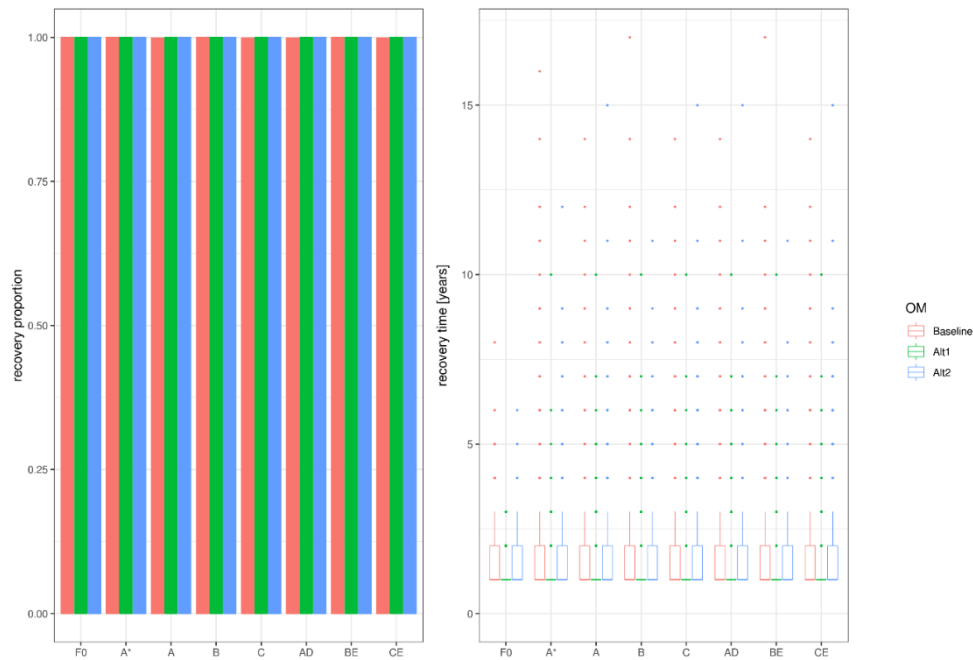 recovery proportion
1.00
0.75
0.50
0.25
0.00
F0 A* A B C AD BE CE
recovery time [years]
15
10
5
0
F0 A* A B C AD BE CE
OM
Baseline
Alt1
Alt2